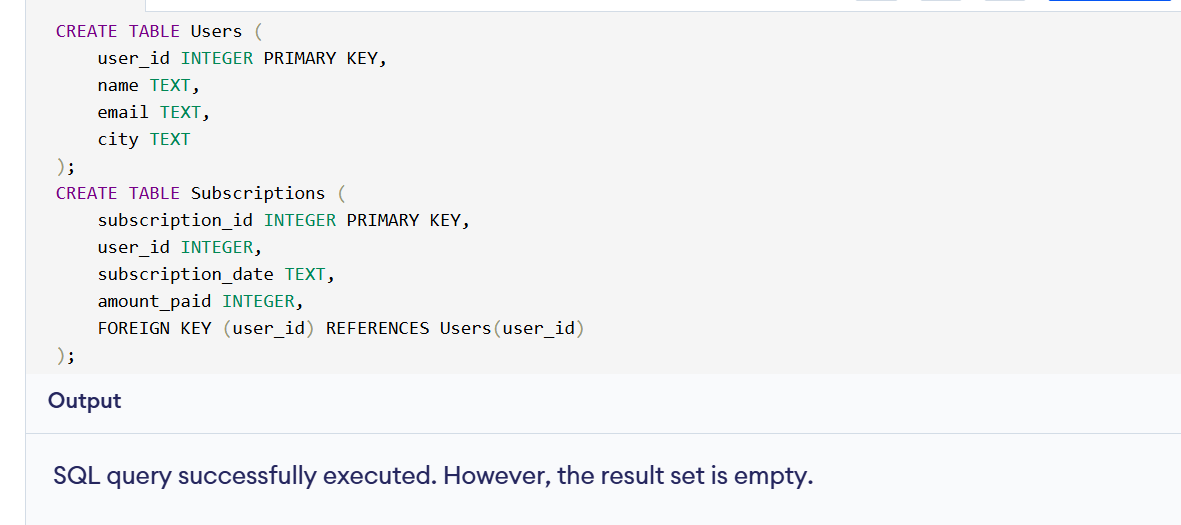 CREATE TABLE Users (
    user_id INTEGER PRIMARY KEY,
    name TEXT,
    email TEXT,
    city TEXT
);
CREATE TABLE Subscriptions (
    subscription_id INTEGER PRIMARY KEY,
    user_id INTEGER,
    subscription_date TEXT,
    amount_paid INTEGER,
    FOREIGN KEY (user_id) REFERENCES Users(user_id)
);
Output
SQL query successfully executed. However, the result set is empty.